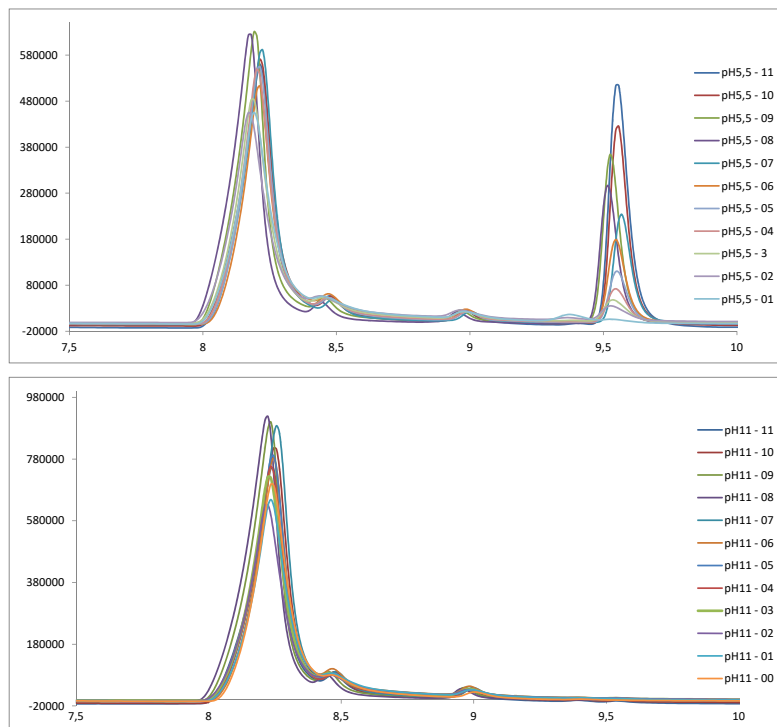 580000
480000
380000
280000
180000
80000
-20000
7,5
8
8,5
9
9,5
10
pH5,5 - 11
pH5,5 - 10
pH5,5 - 09
pH5,5 - 08
pH5,5 - 07
pH5,5 - 06
pH5,5 - 05
pH5,5 - 04
pH5,5 - 3
pH5,5 - 02
pH5,5 - 01
980000
780000
580000
380000
180000
-20000
7,5
8
8,5
9
9,5
10
pH11 - 11
pH11 - 10
pH11 - 09
pH11 - 08
pH11 - 07
pH11 - 06
pH11 - 05
pH11 - 04
pH11 - 03
pH11 - 02
pH11 - 01
pH11 - 00